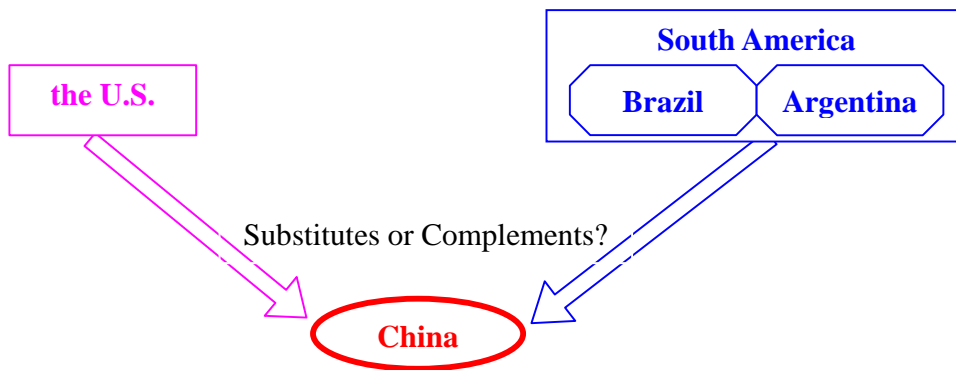 South America
the U.S.
Brazil
Argentina
Substitutes or Complements?
China